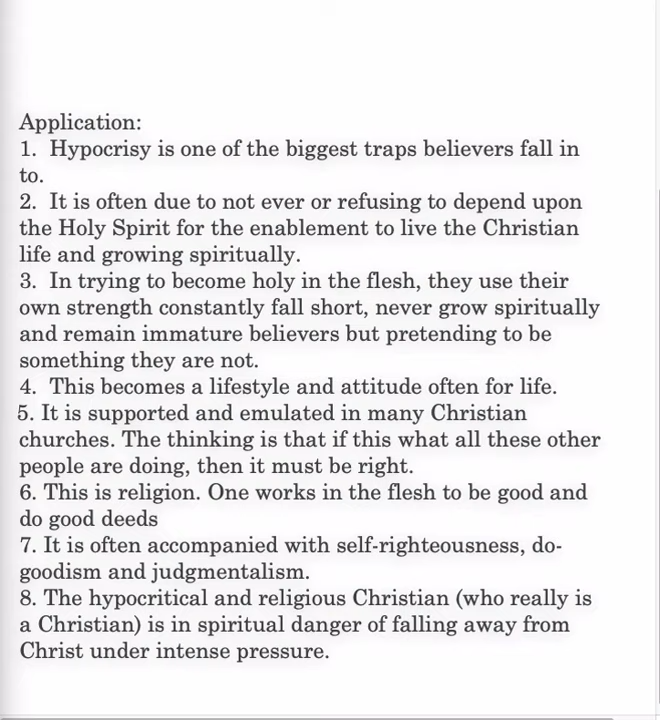 Application:
1.  Hypocrisy is one of the biggest traps believers fall in
to.
2.  It is often due to not ever or refusing to depend upon
the Holy Spirit for the enablement to live the Christian
life and growing spiritually.
3.  In trying to become holy in the flesh, they use their
own strength constantly fall short, never grow spiritually
and remain immature believers but pretending to be
something they are not.
4.  This becomes a lifestyle and attitude often for life.
5. It is supported and emulated in many Christian
churches. The thinking is that if this what all these other
people are doing, then it must be right.
6. This is religion. One works in the flesh to be good and
do good deeds
7. It is often accompanied with self-righteousness, do-
goodism and judgmentalism.
8. The hypocritical and religious Christian (who really is
a Christian) is in spiritual danger of falling away from
Christ under intense pressure.